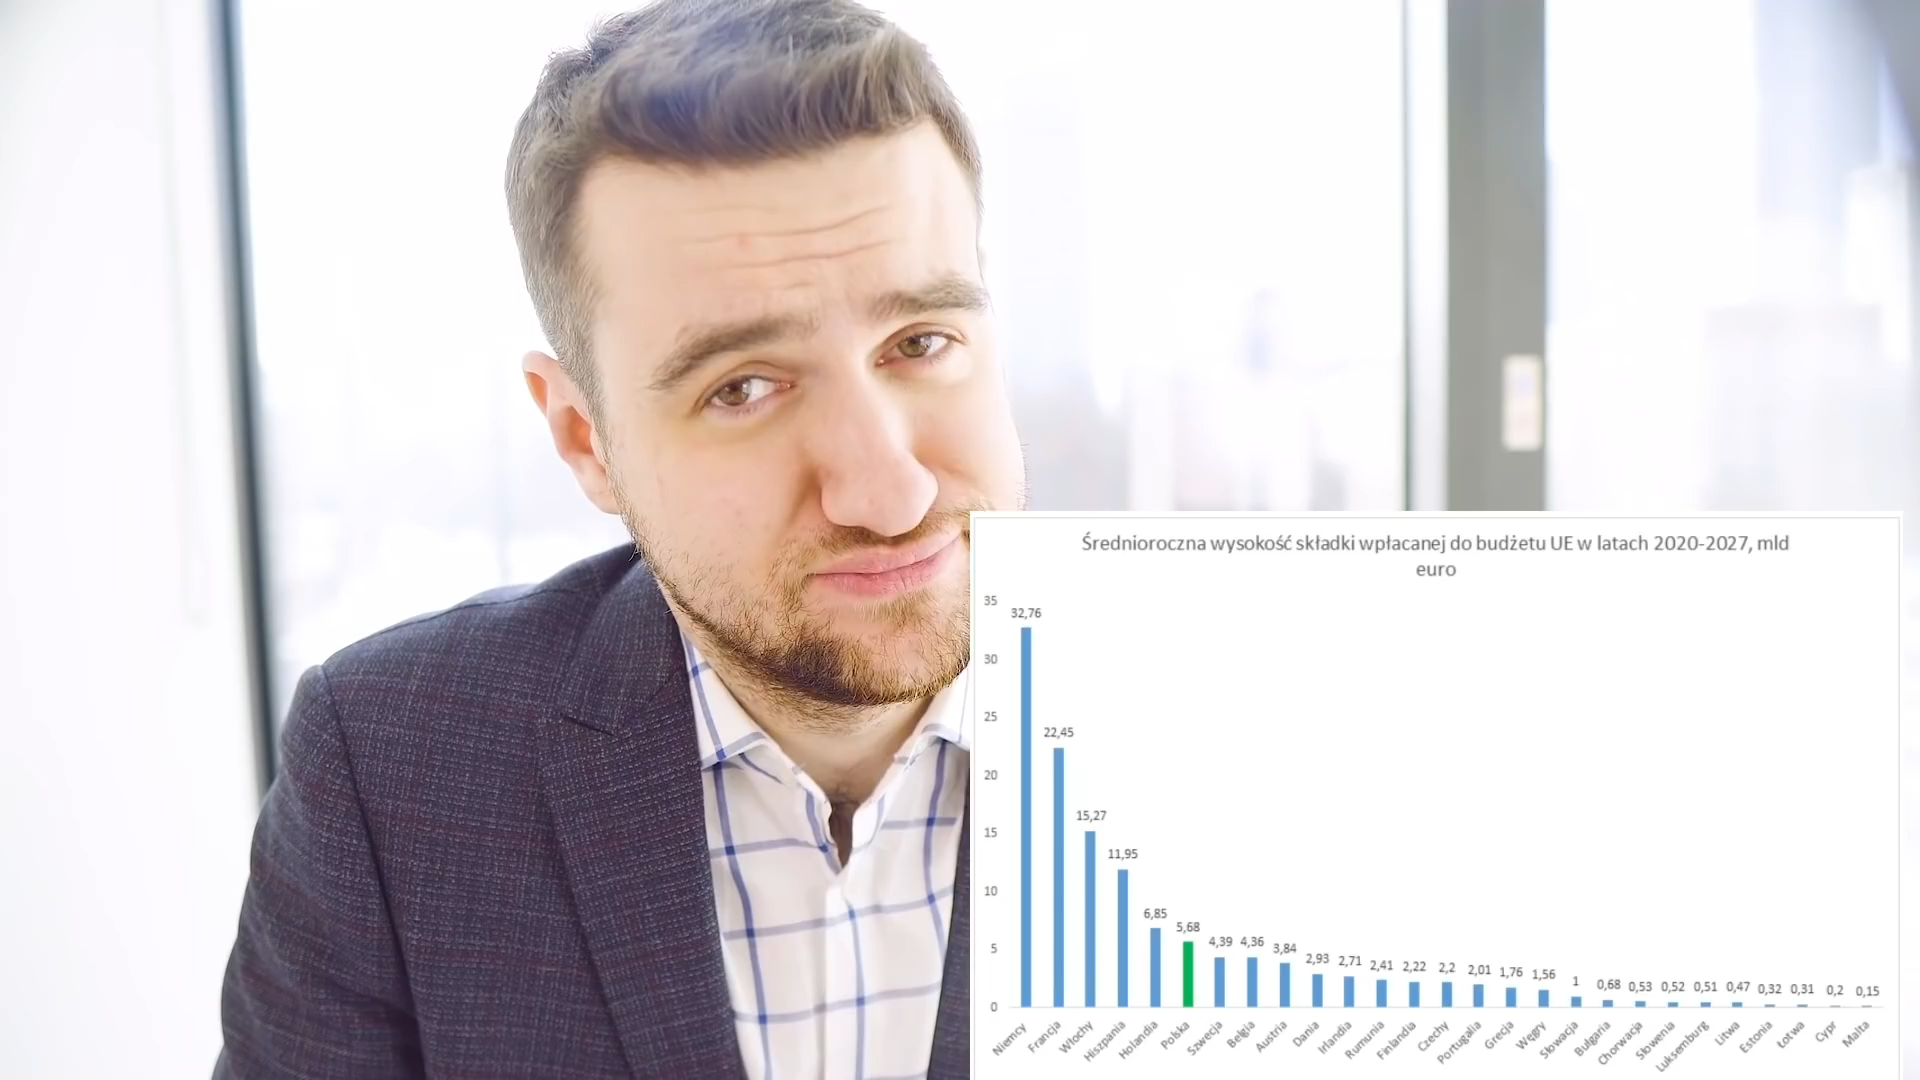 Średnioroczna wysokość składki wpłacanej do budżetu UE w latach 2020-2027, mld
euro
35
32,76
30
25
22,45
20
15,27
15
11,95
10
6,85
5,68
4,39
4,36
3,84
2,93
2,71
2,41
2,22
2,2
2,01
1,76
1,56
1
0,68
0,53
0,52
0,51
0,47
0,32
0,31
0,2
0,15
5
0
Niemcy
Francja
Włochy
Hiszpania
Holandia
Polska
Szwecja
Belgia
Austria
Dania
Irlandia
Rumunia
Finlandia
Czechy
Portugalia
Grecja
Węgry
Słowacja
Bułgaria
Chorwacja
Słowenia
Luksemburg
Litwa
Estonia
Łotwa
Cypr
Malta